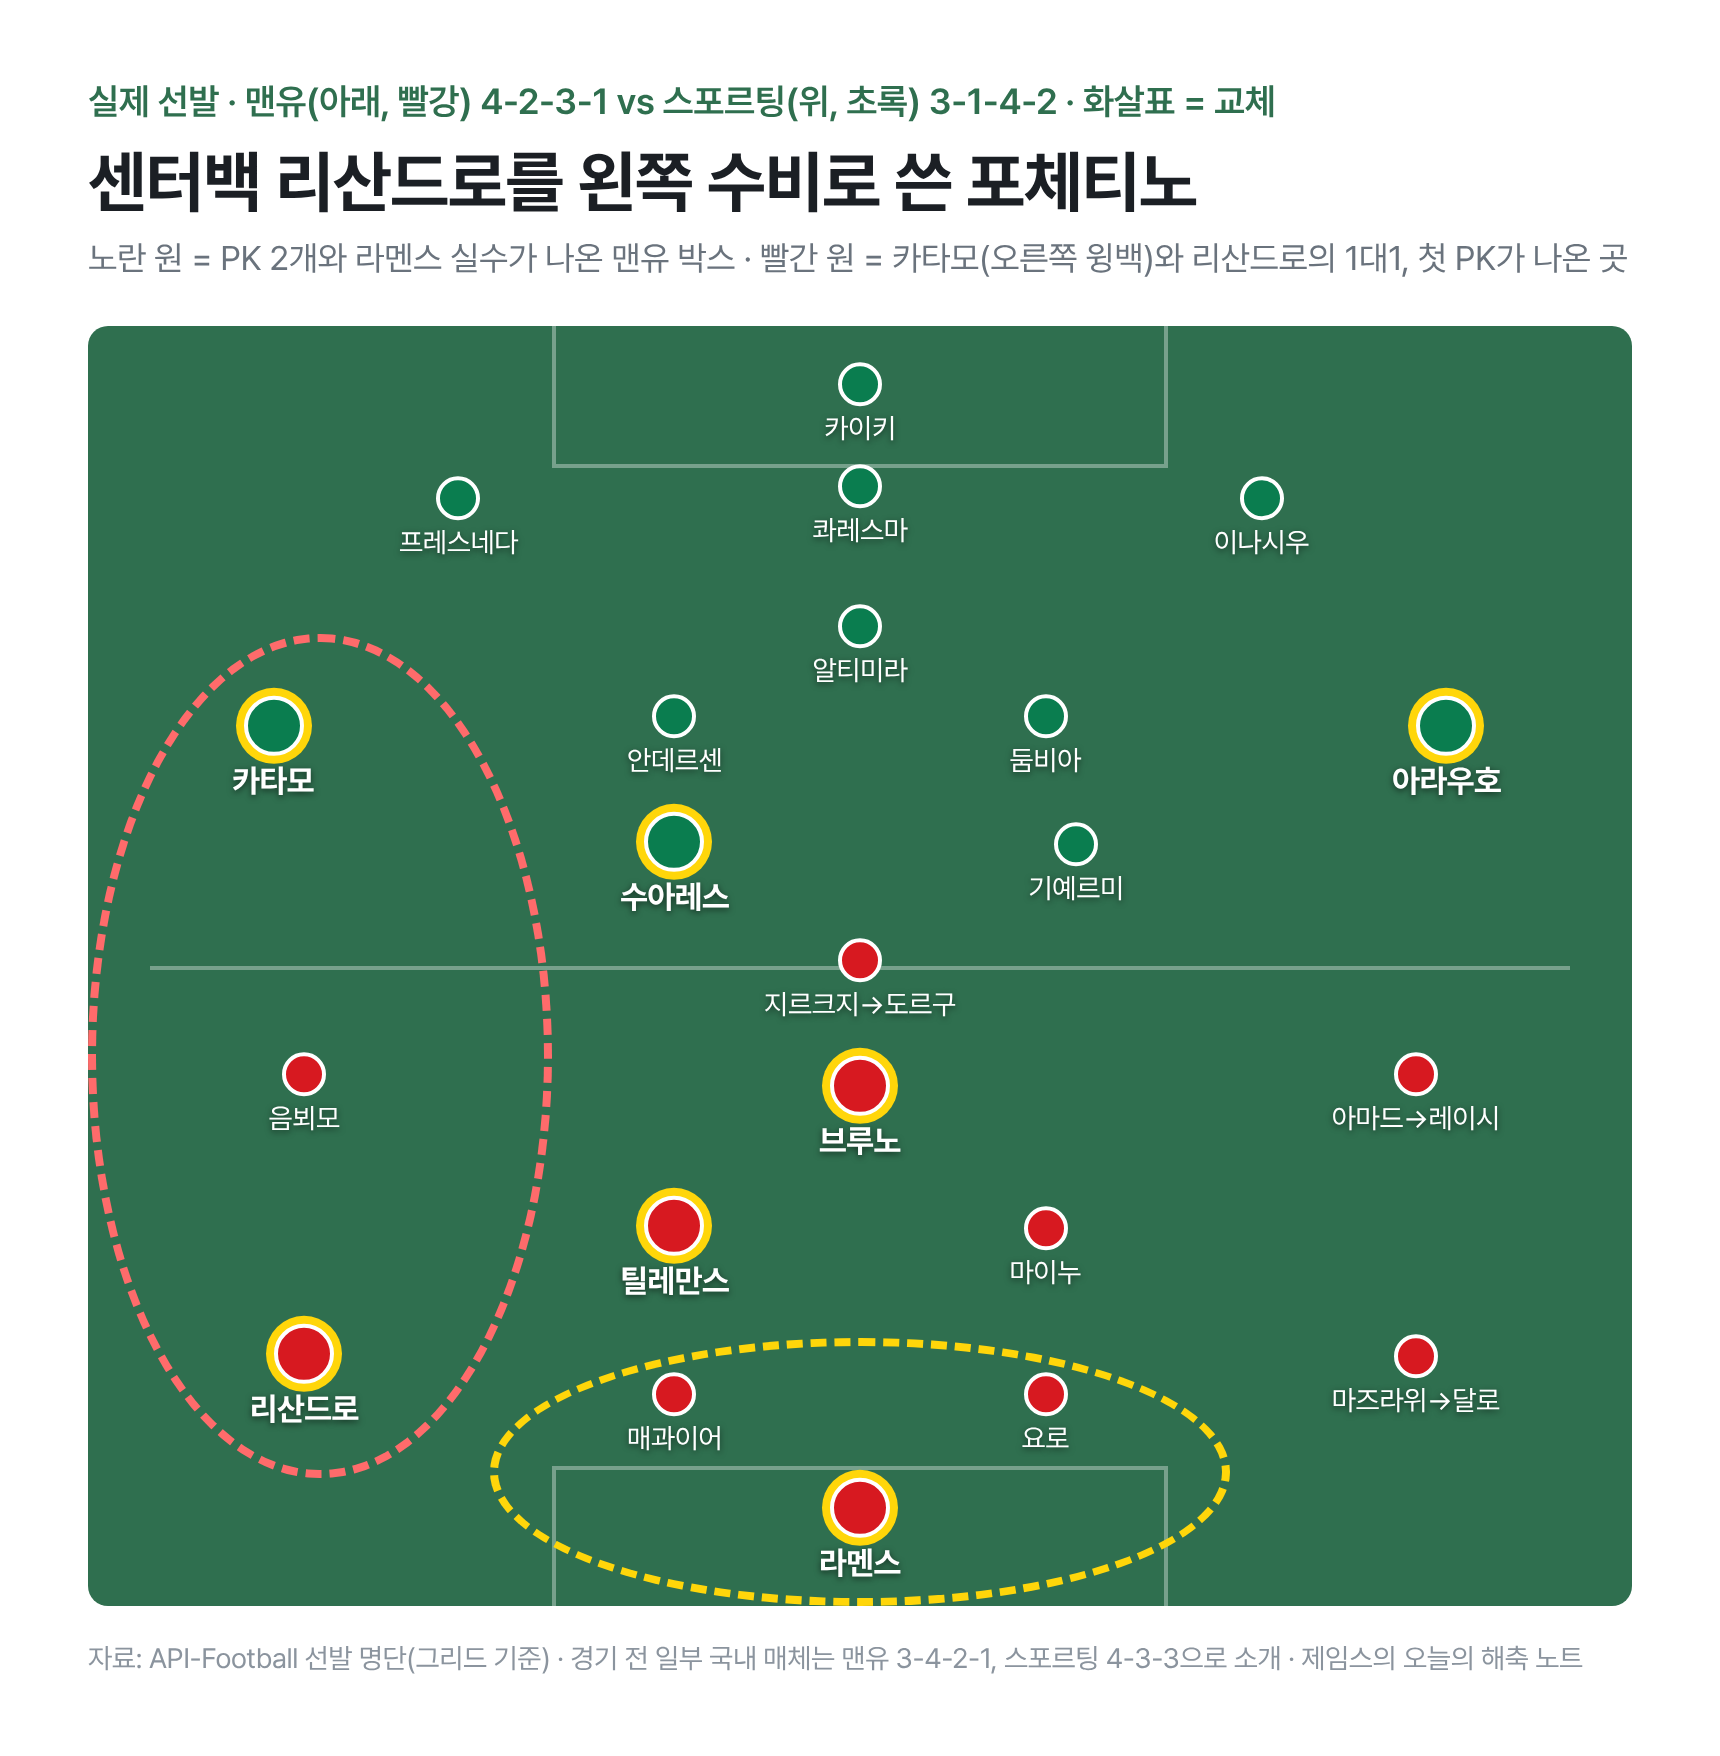 실제 선발 · 맨유(아래, 빨강) 4-2-3-1 vs 스포르팅(위, 초록) 3-1-4-2 · 화살표 = 교체
센터백 리산드로를 왼쪽 수비로 쓴 포체티노
노란 원 = PK 2개와 라멘스 실수가 나온 맨유 박스 · 빨간 원 = 카타모(오른쪽 윙백)와 리산드로의 1대1, 첫 PK가 나온 곳
카이키
프레스네다
콰레스마
이나시우
알티미라
카타모
안데르센
둠비아
아라우호
수아레스
기예르미
지르크지→도르구
음뵈모
브루노
아마드→레이시
틸레만스
마이누
리산드로
매과이어
요로
마즈라위→달로
라멘스
자료: API-Football 선발 명단(그리드 기준) · 경기 전 일부 국내 매체는 맨유 3-4-2-1, 스포르팅 4-3-3으로 소개 · 제임스의 오늘의 해축 노트